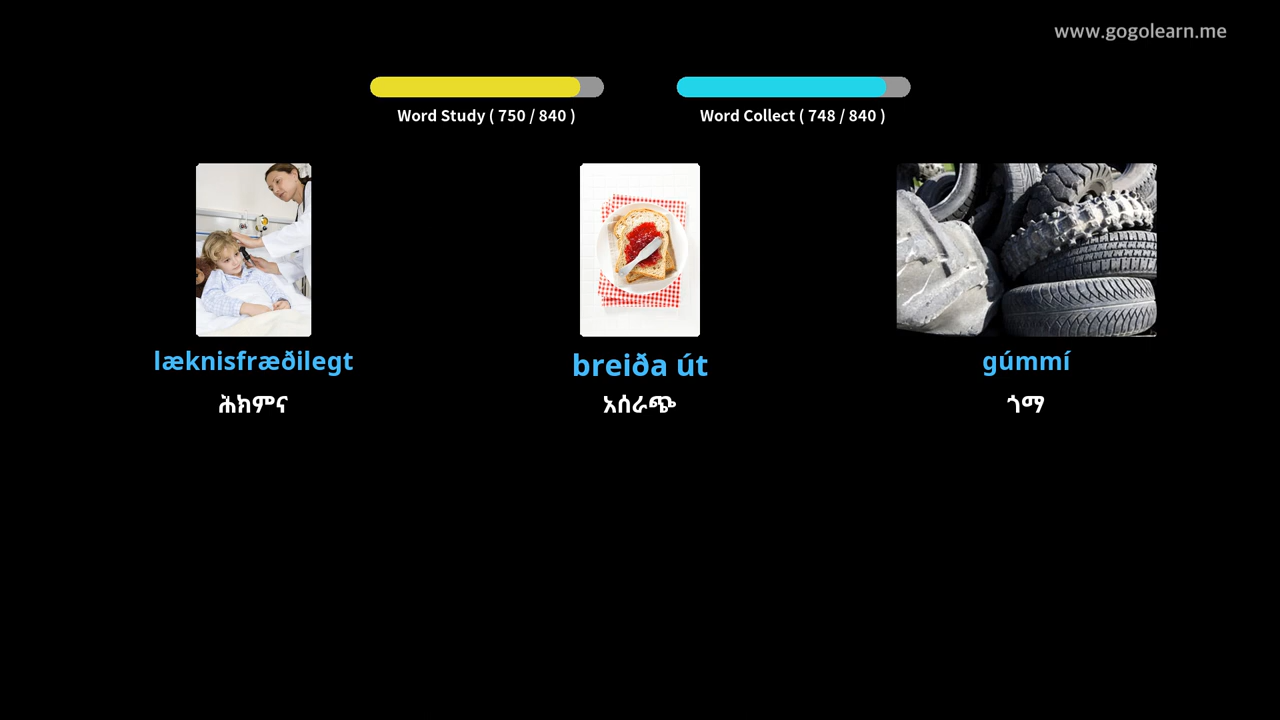 www.gogolearn.me
Word Study ( 750 / 840 )
Word Collect ( 748 / 840 )
læknisfræðilegt
breiða út
gúmmí
ሕክምና
አሰራጭ
ጎማ